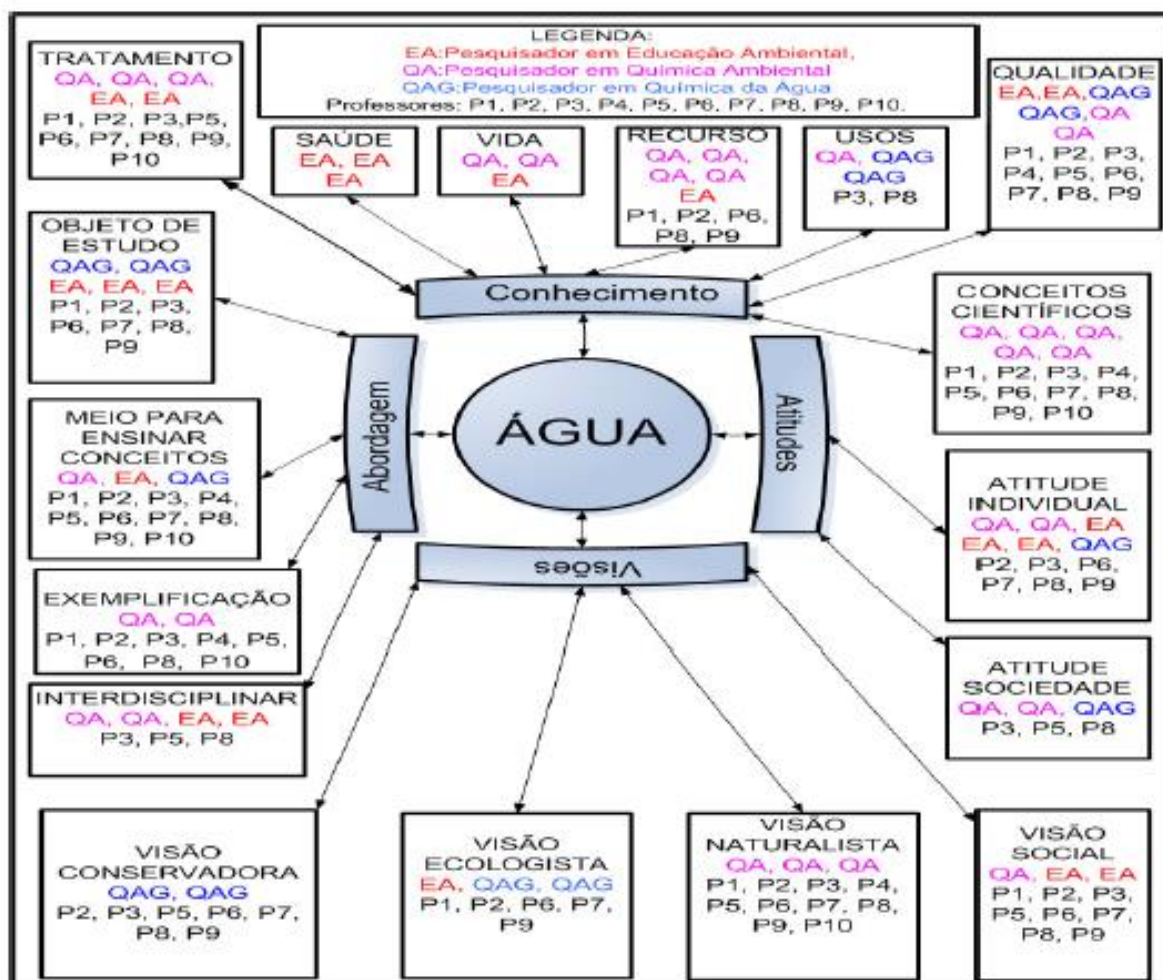 LEGENDA:
EA:Pesquisador em Educação Ambiental,
QA:Pesquisador em Química Ambiental
QAG:Pesquisador em Química da Água
Professores: P1, P2, P3, P4, P5, P6, P7, P8, P9, P10.
TRATAMENTO
QA, QA, QA,
EA, EA
P1, P2, P3,P5,
P6, P7, P8, P9,
P10
SAÚDE
EA, EA
EA
VIDA
QA, QA
EA
RECURSO
QA, QA,
QA, QA
EA
P1, P2, P6,
P8, P9
USOS
QA, QAG
QAG
P3, P8
QUALIDADE
EA,EA,QAG
QAG,QA
QA
P1, P2, P3,
P4, P5, P6,
P7, P8, P9
OBJETO DE
ESTUDO
QAG, QAG
EA, EA, EA
P1, P2, P3,
P6, P7, P8,
P9
Conhecimento
CONCEITOS
CIENTÍFICOS
QA, QA, QA,
QA, QA
P1, P2, P3, P4,
P5, P6, P7, P8,
P9, P10
MEIO PARA
ENSINAR
CONCEITOS
QA, EA, QAG
P1, P2, P3, P4,
P5, P6, P7, P8,
P9, P10
Abordagem
ÁGUA
Atitudes
ATITUDE
INDIVIDUAL
QA, QA, EA
EA, EA, QAG
P2, P3, P6,
P7, P8, P9
Visões
EXEMPLIFICAÇÃO
QA, QA
P1, P2, P3, P4, P5,
P6, P8, P10
INTERDISCIPLINAR
QA, QA, EA, EA
P3, P5, P8
ATITUDE
SOCIEDADE
QA, QA, QAG
P3, P5, P8
VISÃO
CONSERVADORA
QAG, QAG
P2, P3, P5, P6, P7,
P8, P9
VISÃO
ECOLOGISTA
EA, QAG, QAG
P1, P2, P6, P7,
P9
VISÃO
NATURALISTA
QA, QA, QA
P1, P2, P3, P4,
P5, P6, P7, P8,
P9, P10
VISÃO
SOCIAL
QA, EA, EA
P1, P2, P3,
P5, P6, P7,
P8, P9